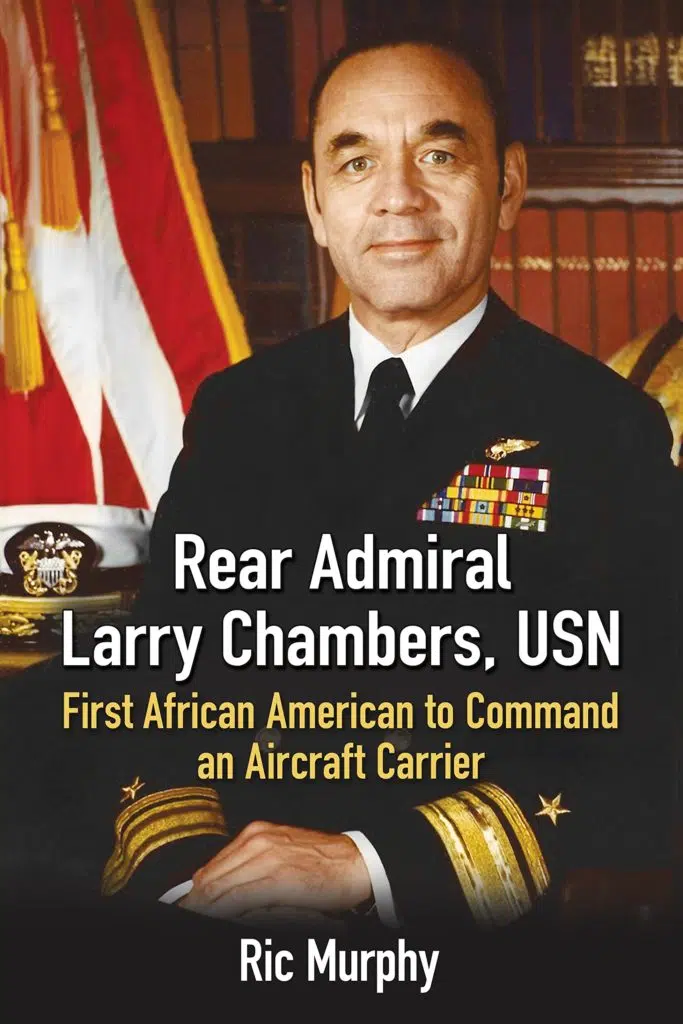 Rear Admiral
Larry Chambers, USN
First African American to Command
an Aircraft Carrier
Ric Murphy